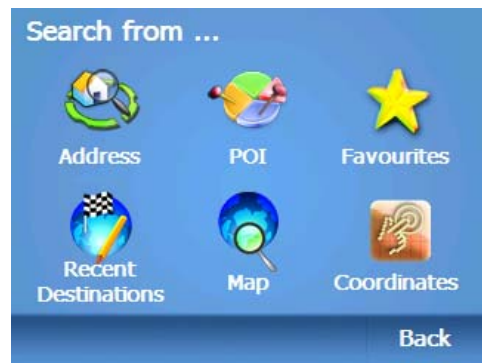 Search from ...
Address
POI
Favourites
Recent
Destinations
Map
Coordinates
Back